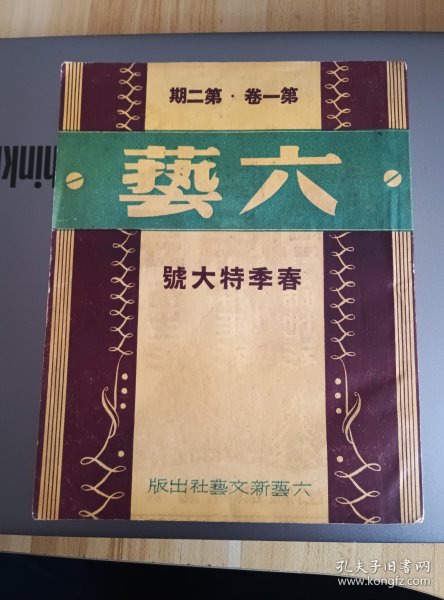 第一卷·第二期
六藝
春季特大號
六藝新文藝社出版
think
孔夫子旧书网
www.kongfz.com